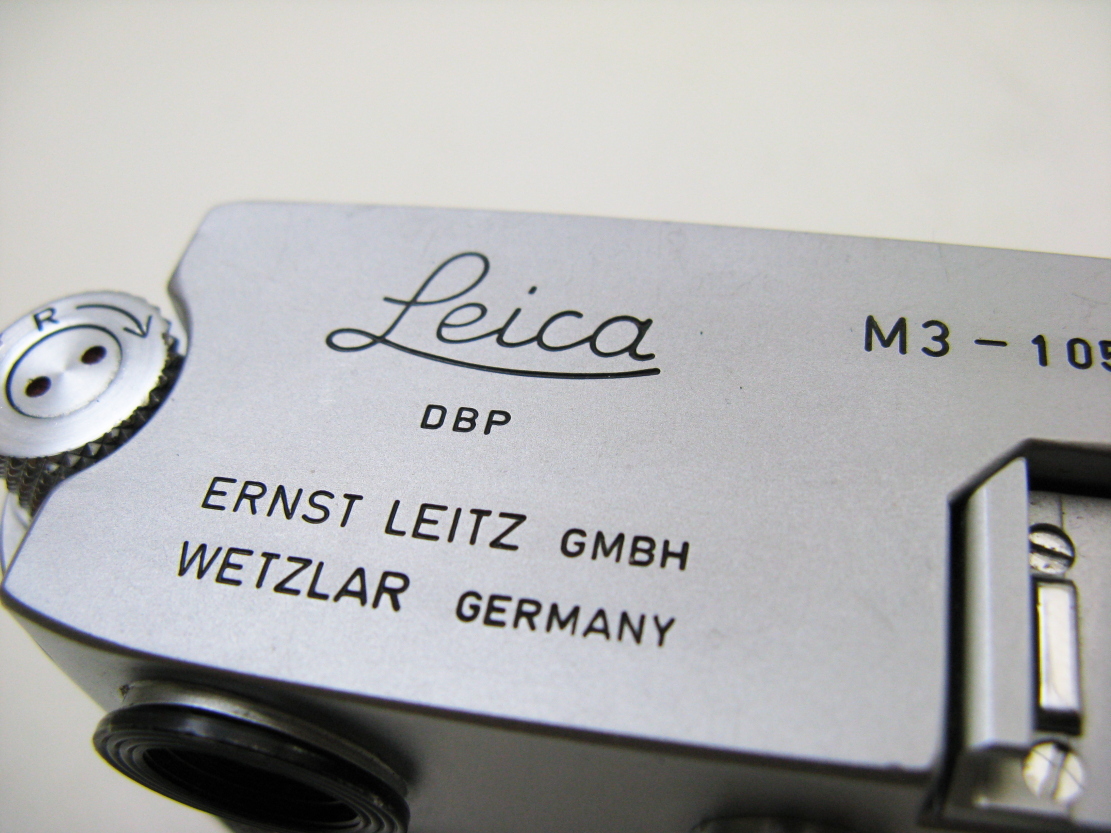 R
Leica
M3 - 105
DBP
ERNST LEITZ GMBH
WETZLAR GERMANY